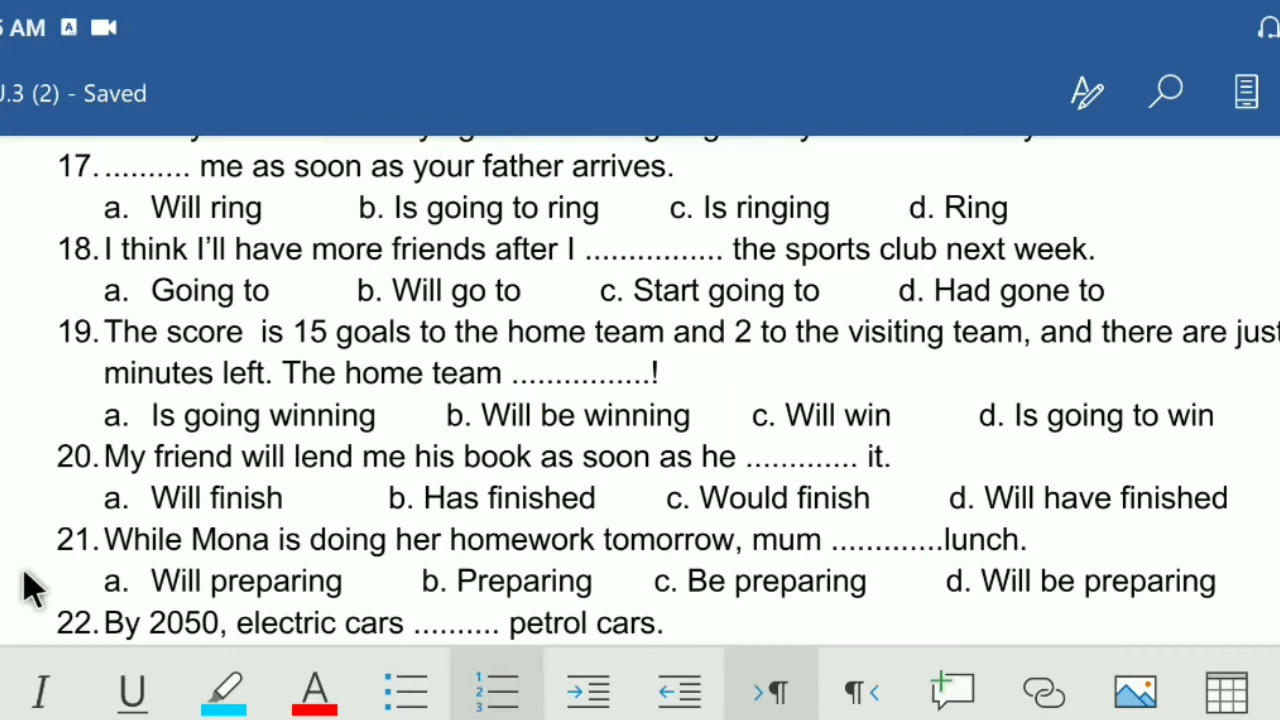 AM A
(2) - Saved
17. .......... me as soon as your father arrives.
a. Will ring b. Is going to ring c. Is ringing d. Ring
18. I think I’ll have more friends after I ................ the sports club next week.
a. Going to b. Will go to c. Start going to d. Had gone to
19. The score is 15 goals to the home team and 2 to the visiting team, and there are
minutes left. The home team ................!
a. Is going winning b. Will be winning c. Will win d. Is going to win
20. My friend will lend me his book as soon as he ............. it.
a. Will finish b. Has finished c. Would finish d. Will have finished
21. While Mona is doing her homework tomorrow, mum .............lunch.
a. Will preparing b. Preparing c. Be preparing d. Will be preparing
22. By 2050, electric cars .......... petrol cars.
I U A 1 2 3